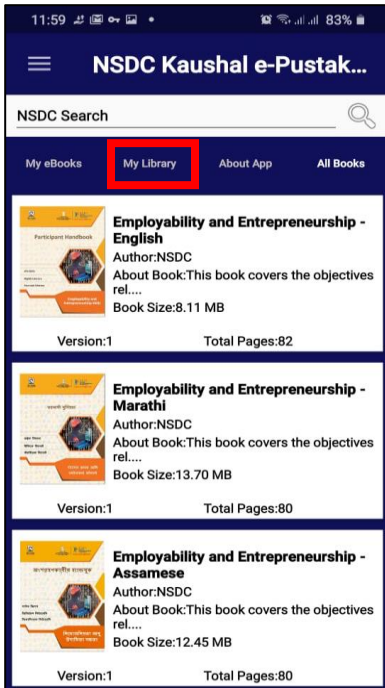 11:59
83%
NSDC Kaushal e-Pustak...
NSDC Search
My eBooks My Library About App All Books
Participant Handbook
Employability and Entrepreneurship -
English
Author:NSDC
About Book:This book covers the objectives
rel....
Book Size:8.11 MB
Version:1 Total Pages:82
Employability and Entrepreneurship -
Marathi
Author:NSDC
About Book:This book covers the objectives
rel....
Book Size:13.70 MB
Version:1 Total Pages:80
Employability and Entrepreneurship -
Assamese
Author:NSDC
About Book:This book covers the objectives
rel....
Book Size:12.45 MB
Version:1 Total Pages:80